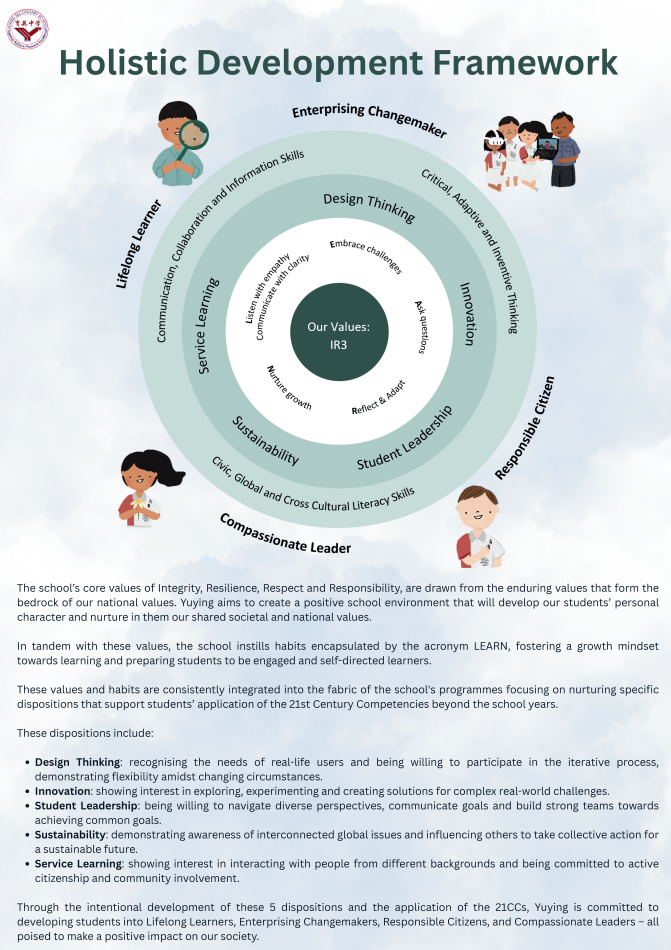 育英中学
Holistic Development Framework
Enterprising Changemaker
Lifelong Learner
Responsible Citizen
Compassionate Leader
Communication, Collaboration and Information Skills
Critical, Adaptive and Inventive Thinking
Civic, Global and Cross Cultural Literacy Skills
Design Thinking
Innovation
Student Leadership
Sustainability
Service Learning
Listen with empathy
Communicate with clarity
Embrace challenges
Ask questions
Reflect & Adapt
Nurture growth
Our Values:
IR3
The school’s core values of Integrity, Resilience, Respect and Responsibility, are drawn from the enduring values that form the
bedrock of our national values. Yuying aims to create a positive school environment that will develop our students’ personal
character and nurture in them our shared societal and national values.
In tandem with these values, the school instills habits encapsulated by the acronym LEARN, fostering a growth mindset
towards learning and preparing students to be engaged and self-directed learners.
These values and habits are consistently integrated into the fabric of the school's programmes focusing on nurturing specific
dispositions that support students’ application of the 21st Century Competencies beyond the school years.
These dispositions include:
• Design Thinking: recognising the needs of real-life users and being willing to participate in the iterative process,
demonstrating flexibility amidst changing circumstances.
• Innovation: showing interest in exploring, experimenting and creating solutions for complex real-world challenges.
• Student Leadership: being willing to navigate diverse perspectives, communicate goals and build strong teams towards
achieving common goals.
• Sustainability: demonstrating awareness of interconnected global issues and influencing others to take collective action for
a sustainable future.
• Service Learning: showing interest in interacting with people from different backgrounds and being committed to active
citizenship and community involvement.
Through the intentional development of these 5 dispositions and the application of the 21CCs, Yuying is committed to
developing students into Lifelong Learners, Enterprising Changemakers, Responsible Citizens, and Compassionate Leaders – all
poised to make a positive impact on our society.